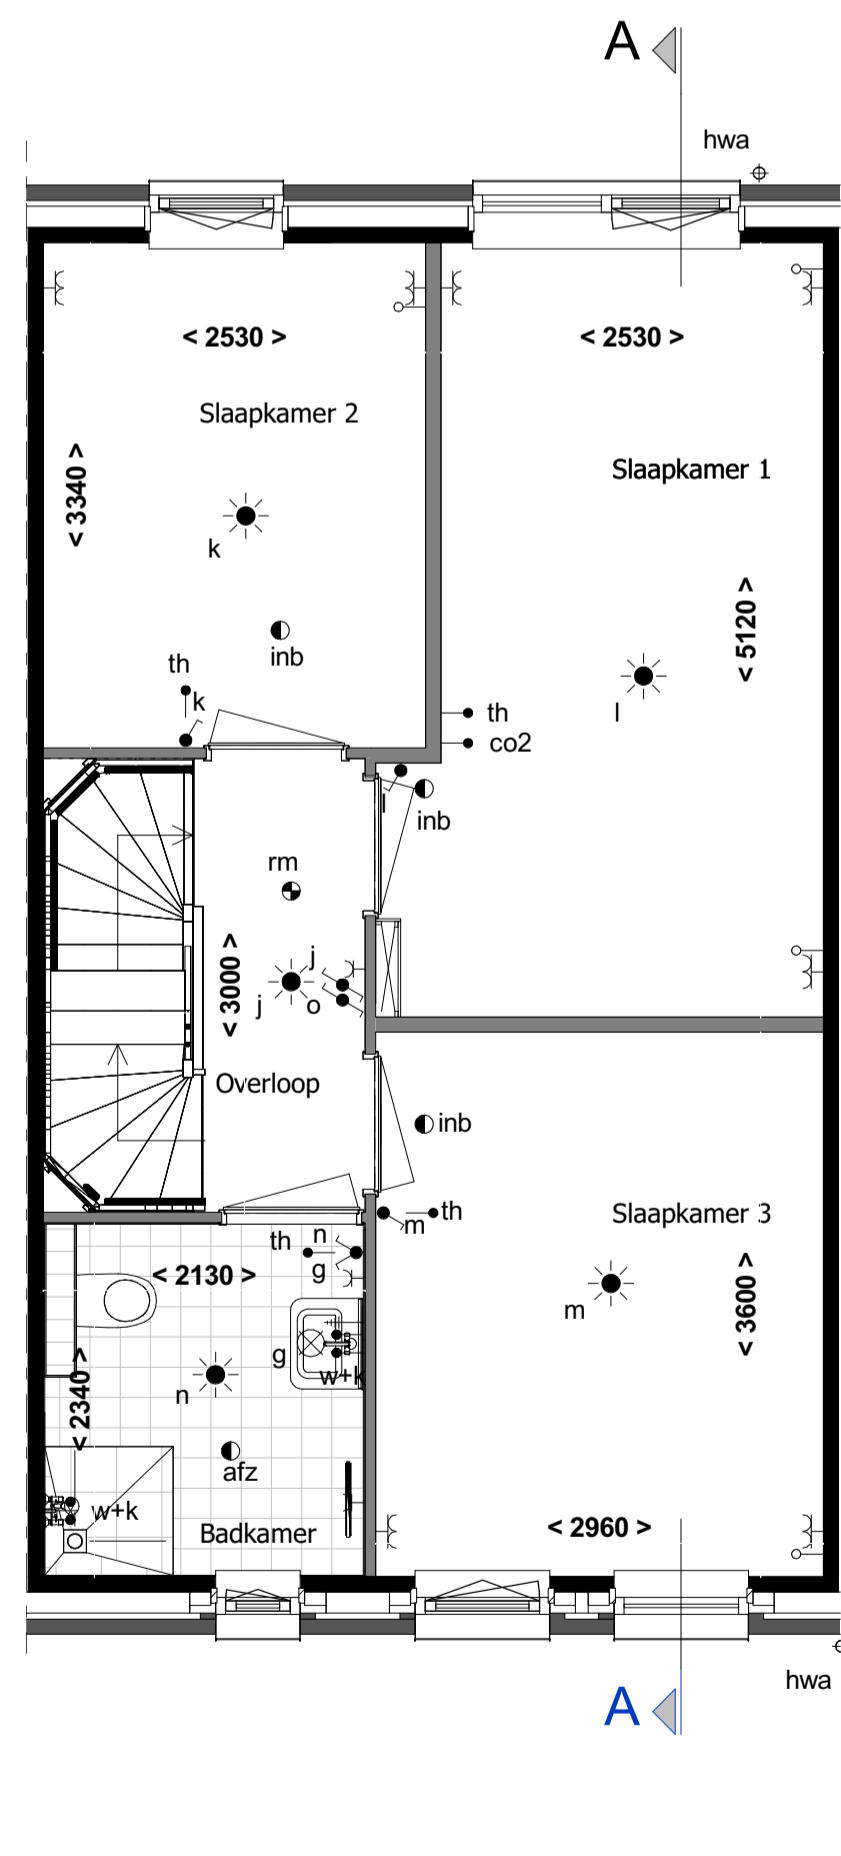 A
hwa
< 2530 >
< 2530 >
Slaapkamer 2
Slaapkamer 1
< 3340 >
k
< 5120 >
inb
th
k
l
th
co2
inb
rm
j
< 3000 >
j
o
Overloop
inb
th
m
Slaapkamer 3
n
th
g
< 2130 >
m
< 3600 >
g
w+k
n
< 2340 >
afz
w+k
Badkamer
< 2960 >
hwa
A